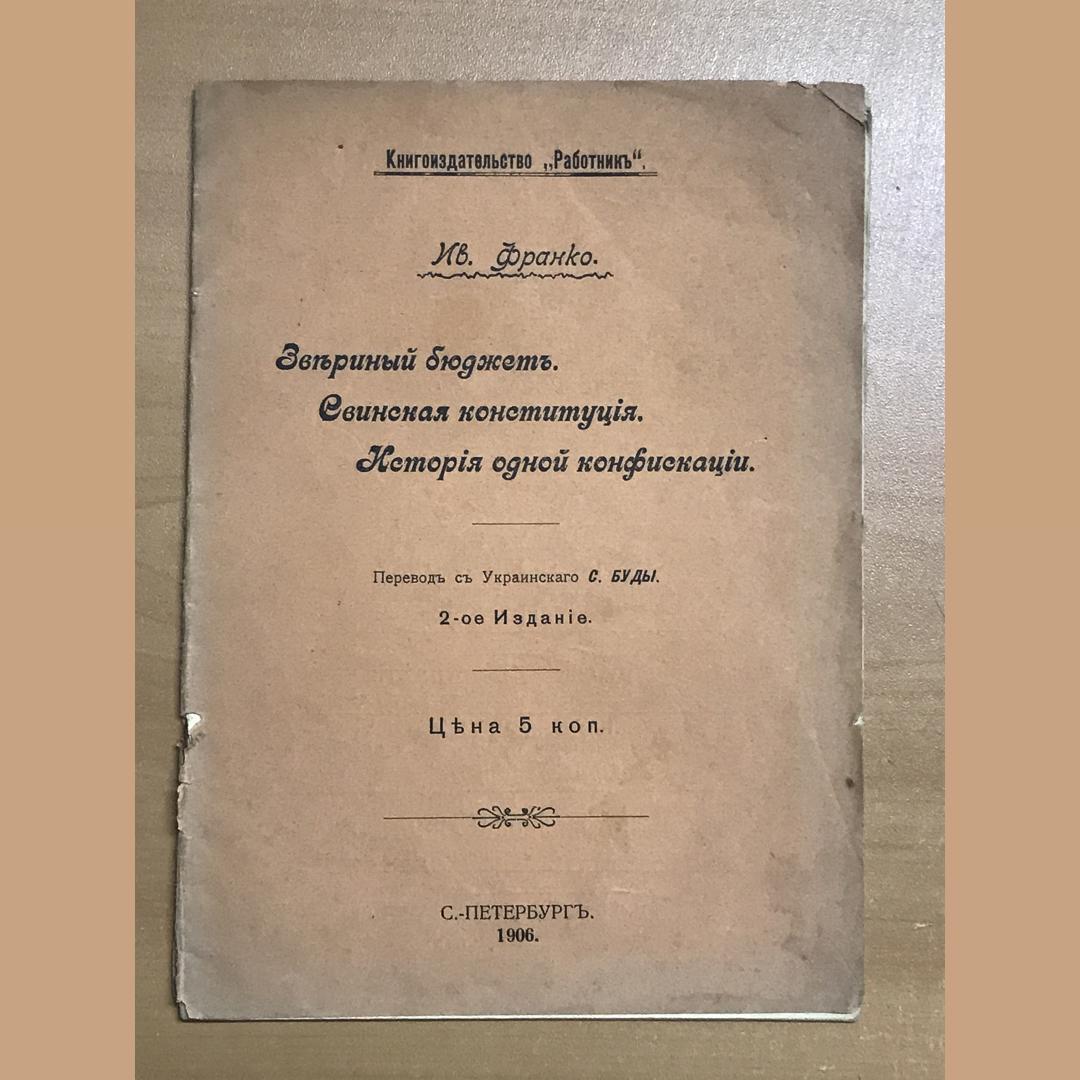 Книгоиздательство „Работникъ“.
Ив. Франко.
Звѣриный бюджетъ.
Свинская конституція.
Исторія одной конфискаціи.
Переводъ съ Украинскаго С. БУДЫ.
2-ое Изданіе.
Цѣна 5 коп.
С.-ПЕТЕРБУРГЪ.
1906.